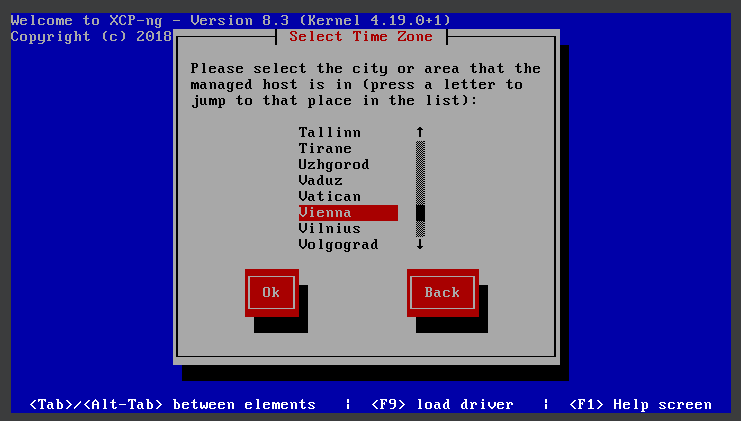 Welcome to XCP-ng - Version 8.3 (Kernel 4.19.0+1)
Copyright (c) 2018
Select Time Zone
Please select the city or area that the
managed host is in (press a letter to
jump to that place in the list):
Tallinn ↑
Tirane
Uzhgorod
Vaduz
Vatican
Vienna
Vilnius
Volgograd ↓
Ok Back
<Tab>/<Alt-Tab> between elements | <F9> load driver | <F1> Help screen